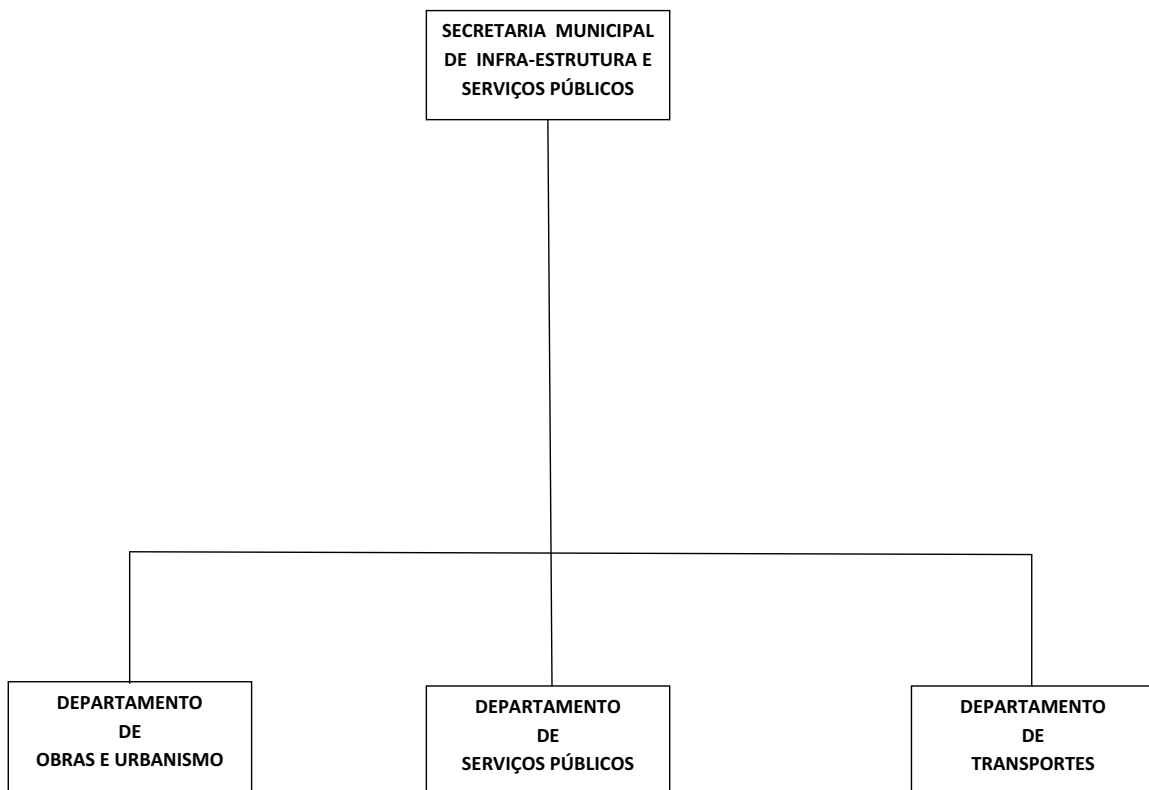 SECRETARIA MUNICIPAL
DE INFRA-ESTRUTURA E
SERVIÇOS PÚBLICOS
DEPARTAMENTO
DE
OBRAS E URBANISMO
DEPARTAMENTO
DE
SERVIÇOS PÚBLICOS
DEPARTAMENTO
DE
TRANSPORTES